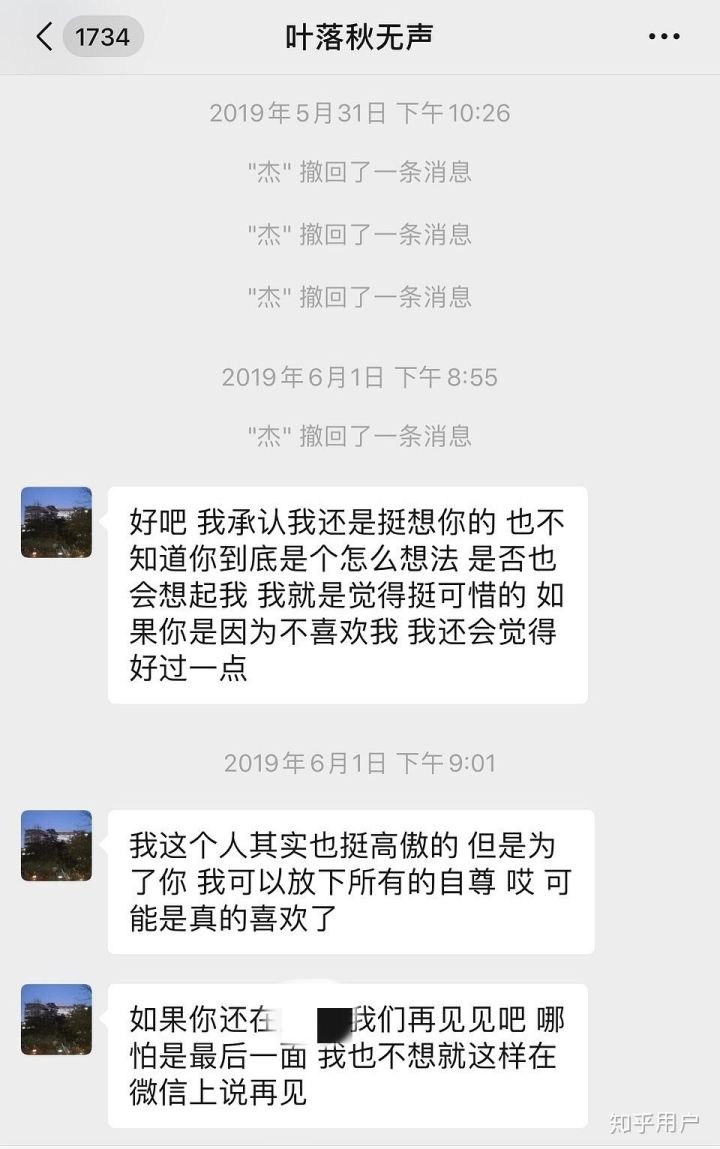 1734
叶落秋无声
2019年5月31日 下午10:26
"杰" 撤回了一条消息
"杰" 撤回了一条消息
"杰" 撤回了一条消息
2019年6月1日 下午8:55
"杰" 撤回了一条消息
好吧 我承认我还是挺想你的 也不
知道你到底是个怎么想法 是否也
会想起我 我就是觉得挺可惜的 如
果你是因为不喜欢我 我还会觉得
好过一点
2019年6月1日 下午9:01
我这个人其实也挺高傲的 但是为
了你 我可以放下所有的自尊 哎 可
能是真的喜欢了
如果你还在 我们再见见吧 哪
怕是最后一面 我也不想就这样在
微信上说再见
知乎用户